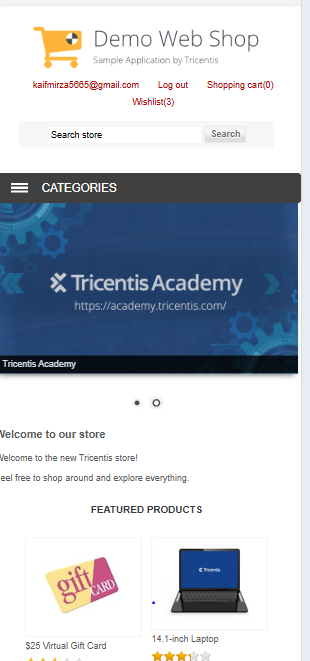 Demo Web Shop
Sample Application by Tricentis
kaifmirza5665@gmail.com Log out Shopping cart(0)
Wishlist(3)
Search store Search
CATEGORIES
Tricentis Academy
https://academy.tricentis.com/
Tricentis Academy
Welcome to our store
Welcome to the new Tricentis store!
eel free to shop around and explore everything.
FEATURED PRODUCTS
gift
CARD
Tricentis
$25 Virtual Gift Card
14.1-inch Laptop